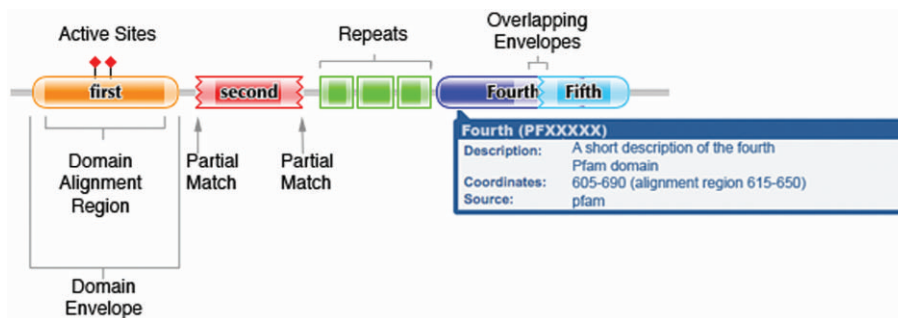 Active Sites
Repeats
Overlapping
Envelopes
first
second
Fourth
Fifth
Domain
Alignment
Region
Partial
Match
Partial
Match
Domain
Envelope
Fourth (PFXXXXX)
Description: A short description of the fourth
Pfam domain
Coordinates: 605-690 (alignment region 615-650)
Source: pfam